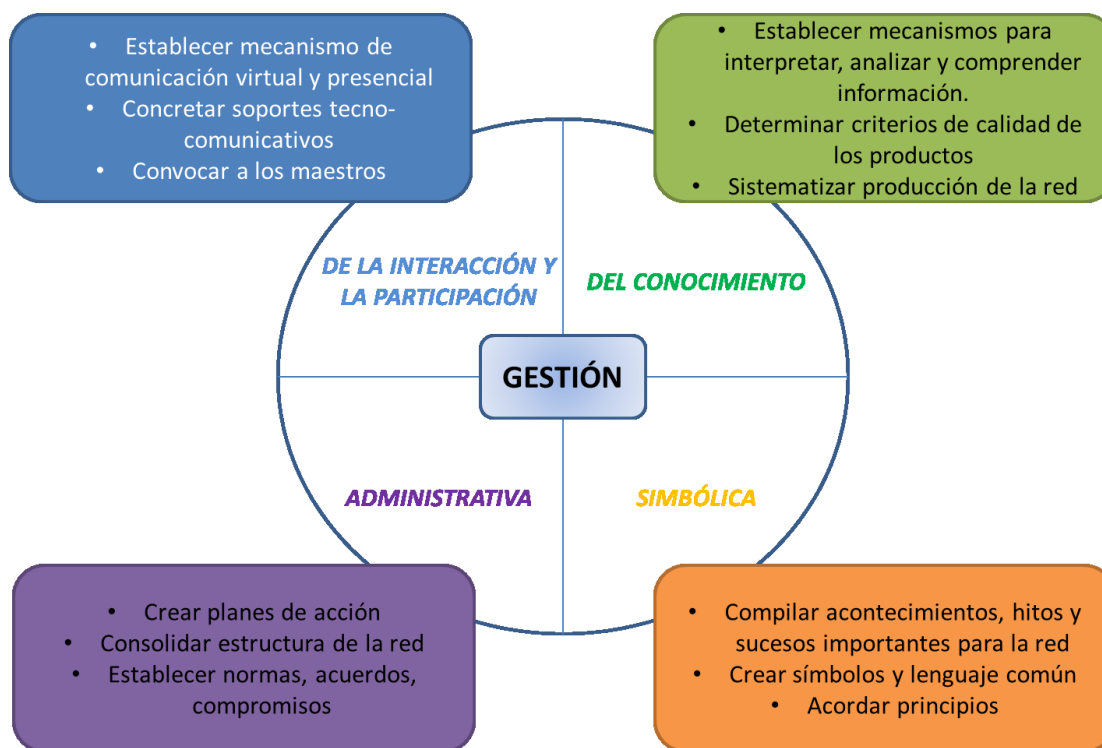 • Establecer mecanismo de
comunicación virtual y presencial
• Concretar soportes tecno-
comunicativos
• Convocar a los maestros
• Establecer mecanismos para
interpretar, analizar y comprender
información.
• Determinar criterios de calidad de
los productos
• Sistematizar producción de la red
DE LA INTERACCIÓN Y
LA PARTICIPACIÓN
DEL CONOCIMIENTO
GESTIÓN
ADMINISTRATIVA
SIMBÓLICA
• Crear planes de acción
• Consolidar estructura de la red
• Establecer normas, acuerdos,
compromisos
• Compilar acontecimientos, hitos y
sucesos importantes para la red
• Crear símbolos y lenguaje común
• Acordar principios